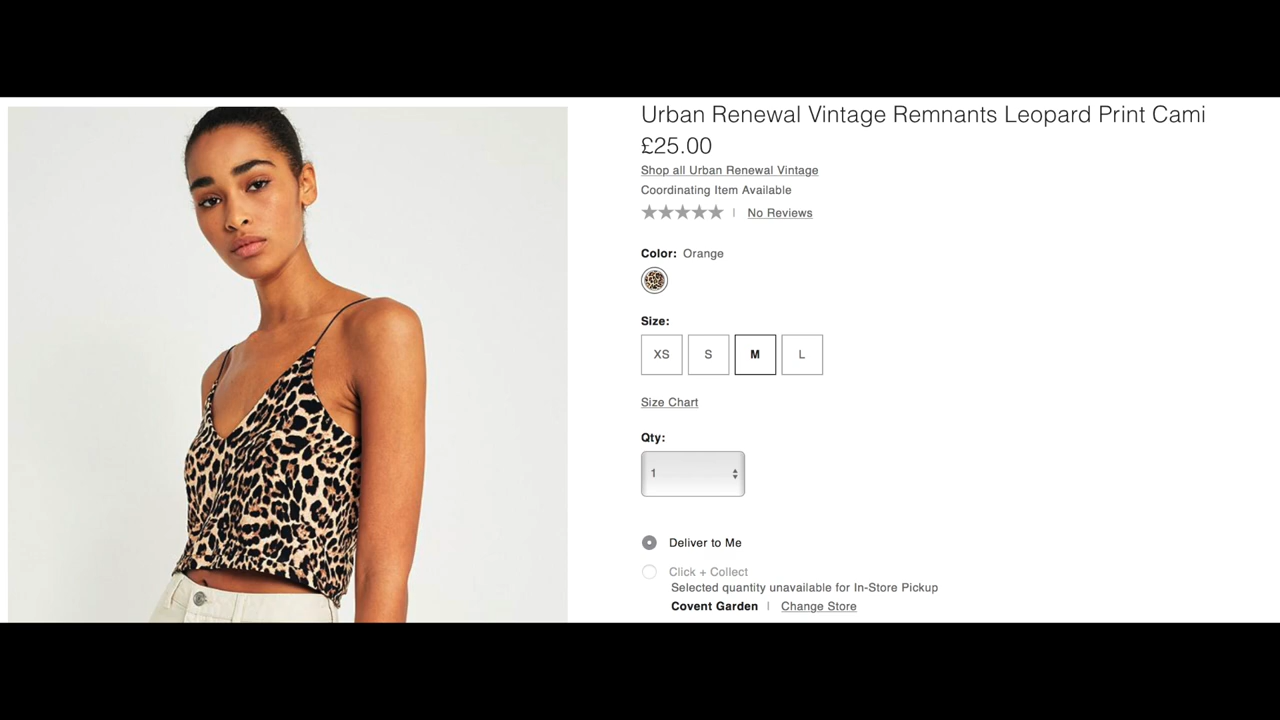 Urban Renewal Vintage Remnants Leopard Print Cami
£25.00
Shop all Urban Renewal Vintage
Coordinating Item Available
| No Reviews
Color: Orange
Size:
XS S M L
Size Chart
Qty:
1
Deliver to Me
Click + Collect
Selected quantity unavailable for In-Store Pickup
Covent Garden | Change Store